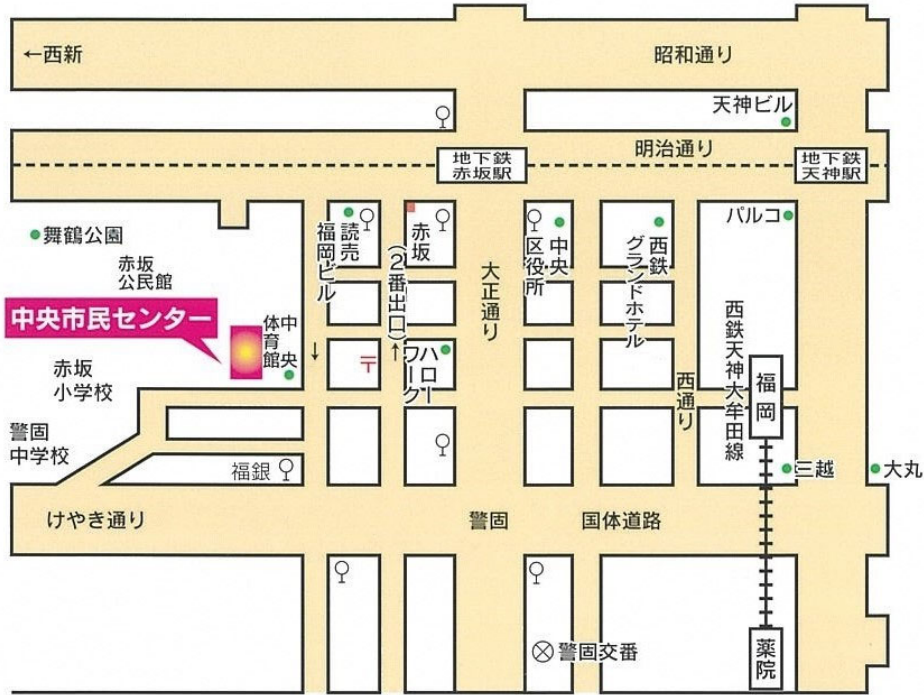 ←西新
昭和通り
天神ビル
明治通り
地下鉄
赤坂駅
地下鉄
天神駅
舞鶴公園
赤坂
公民館
読売
福岡ビル
赤坂
(2番出口)
中央
区役所
西鉄
グランドホテル
パルコ
大正通り
中央市民センター
中央
体育館
→
〒
←
ハロー
ワーク
西通り
西鉄天神大牟田線
福岡
赤坂
小学校
警固
中学校
福銀
三越
大丸
けやき通り
警固
国体道路
警固交番
薬院